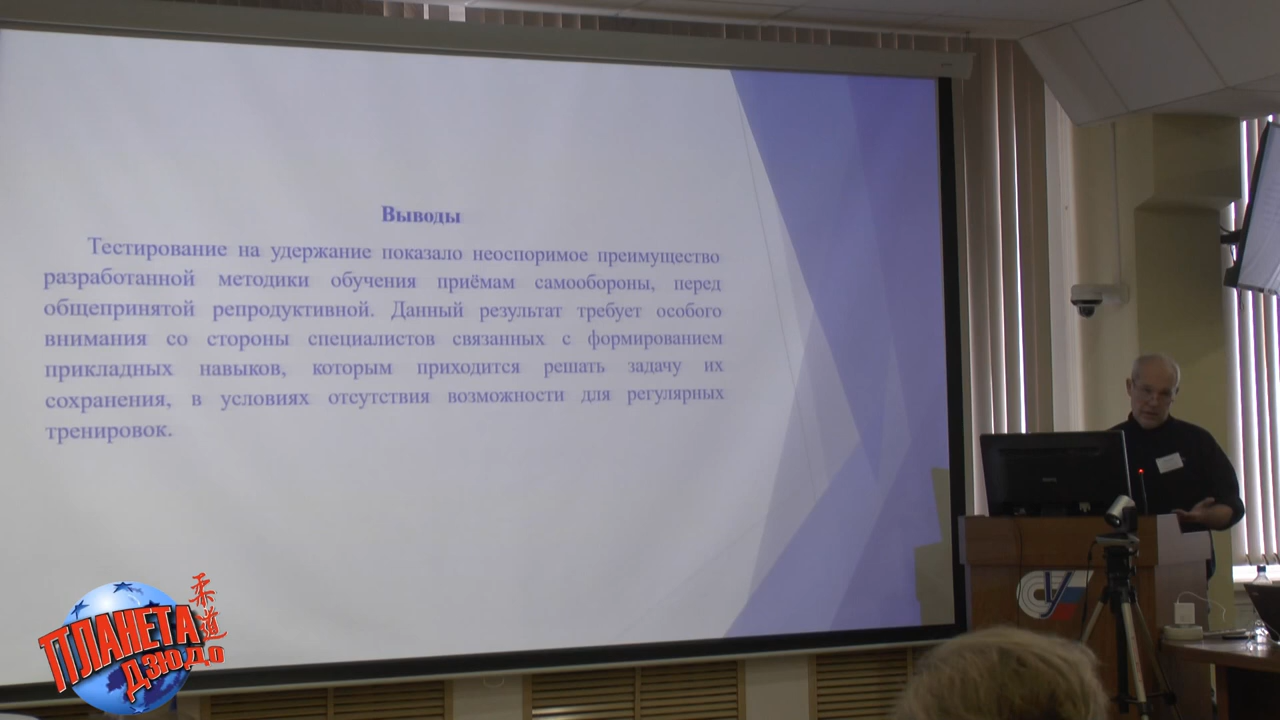 Выводы
Тестирование на удержание показало неоспоримое преимущество
разработанной методики обучения приёмам самообороны, перед
общепринятой репродуктивной. Данный результат требует особого
внимания со стороны специалистов связанных с формированием
прикладных навыков, которым приходится решать задачу их
сохранения, в условиях отсутствия возможности для регулярных
тренировок.
ПЛАНЕТА
ДЗЮДО
柔道